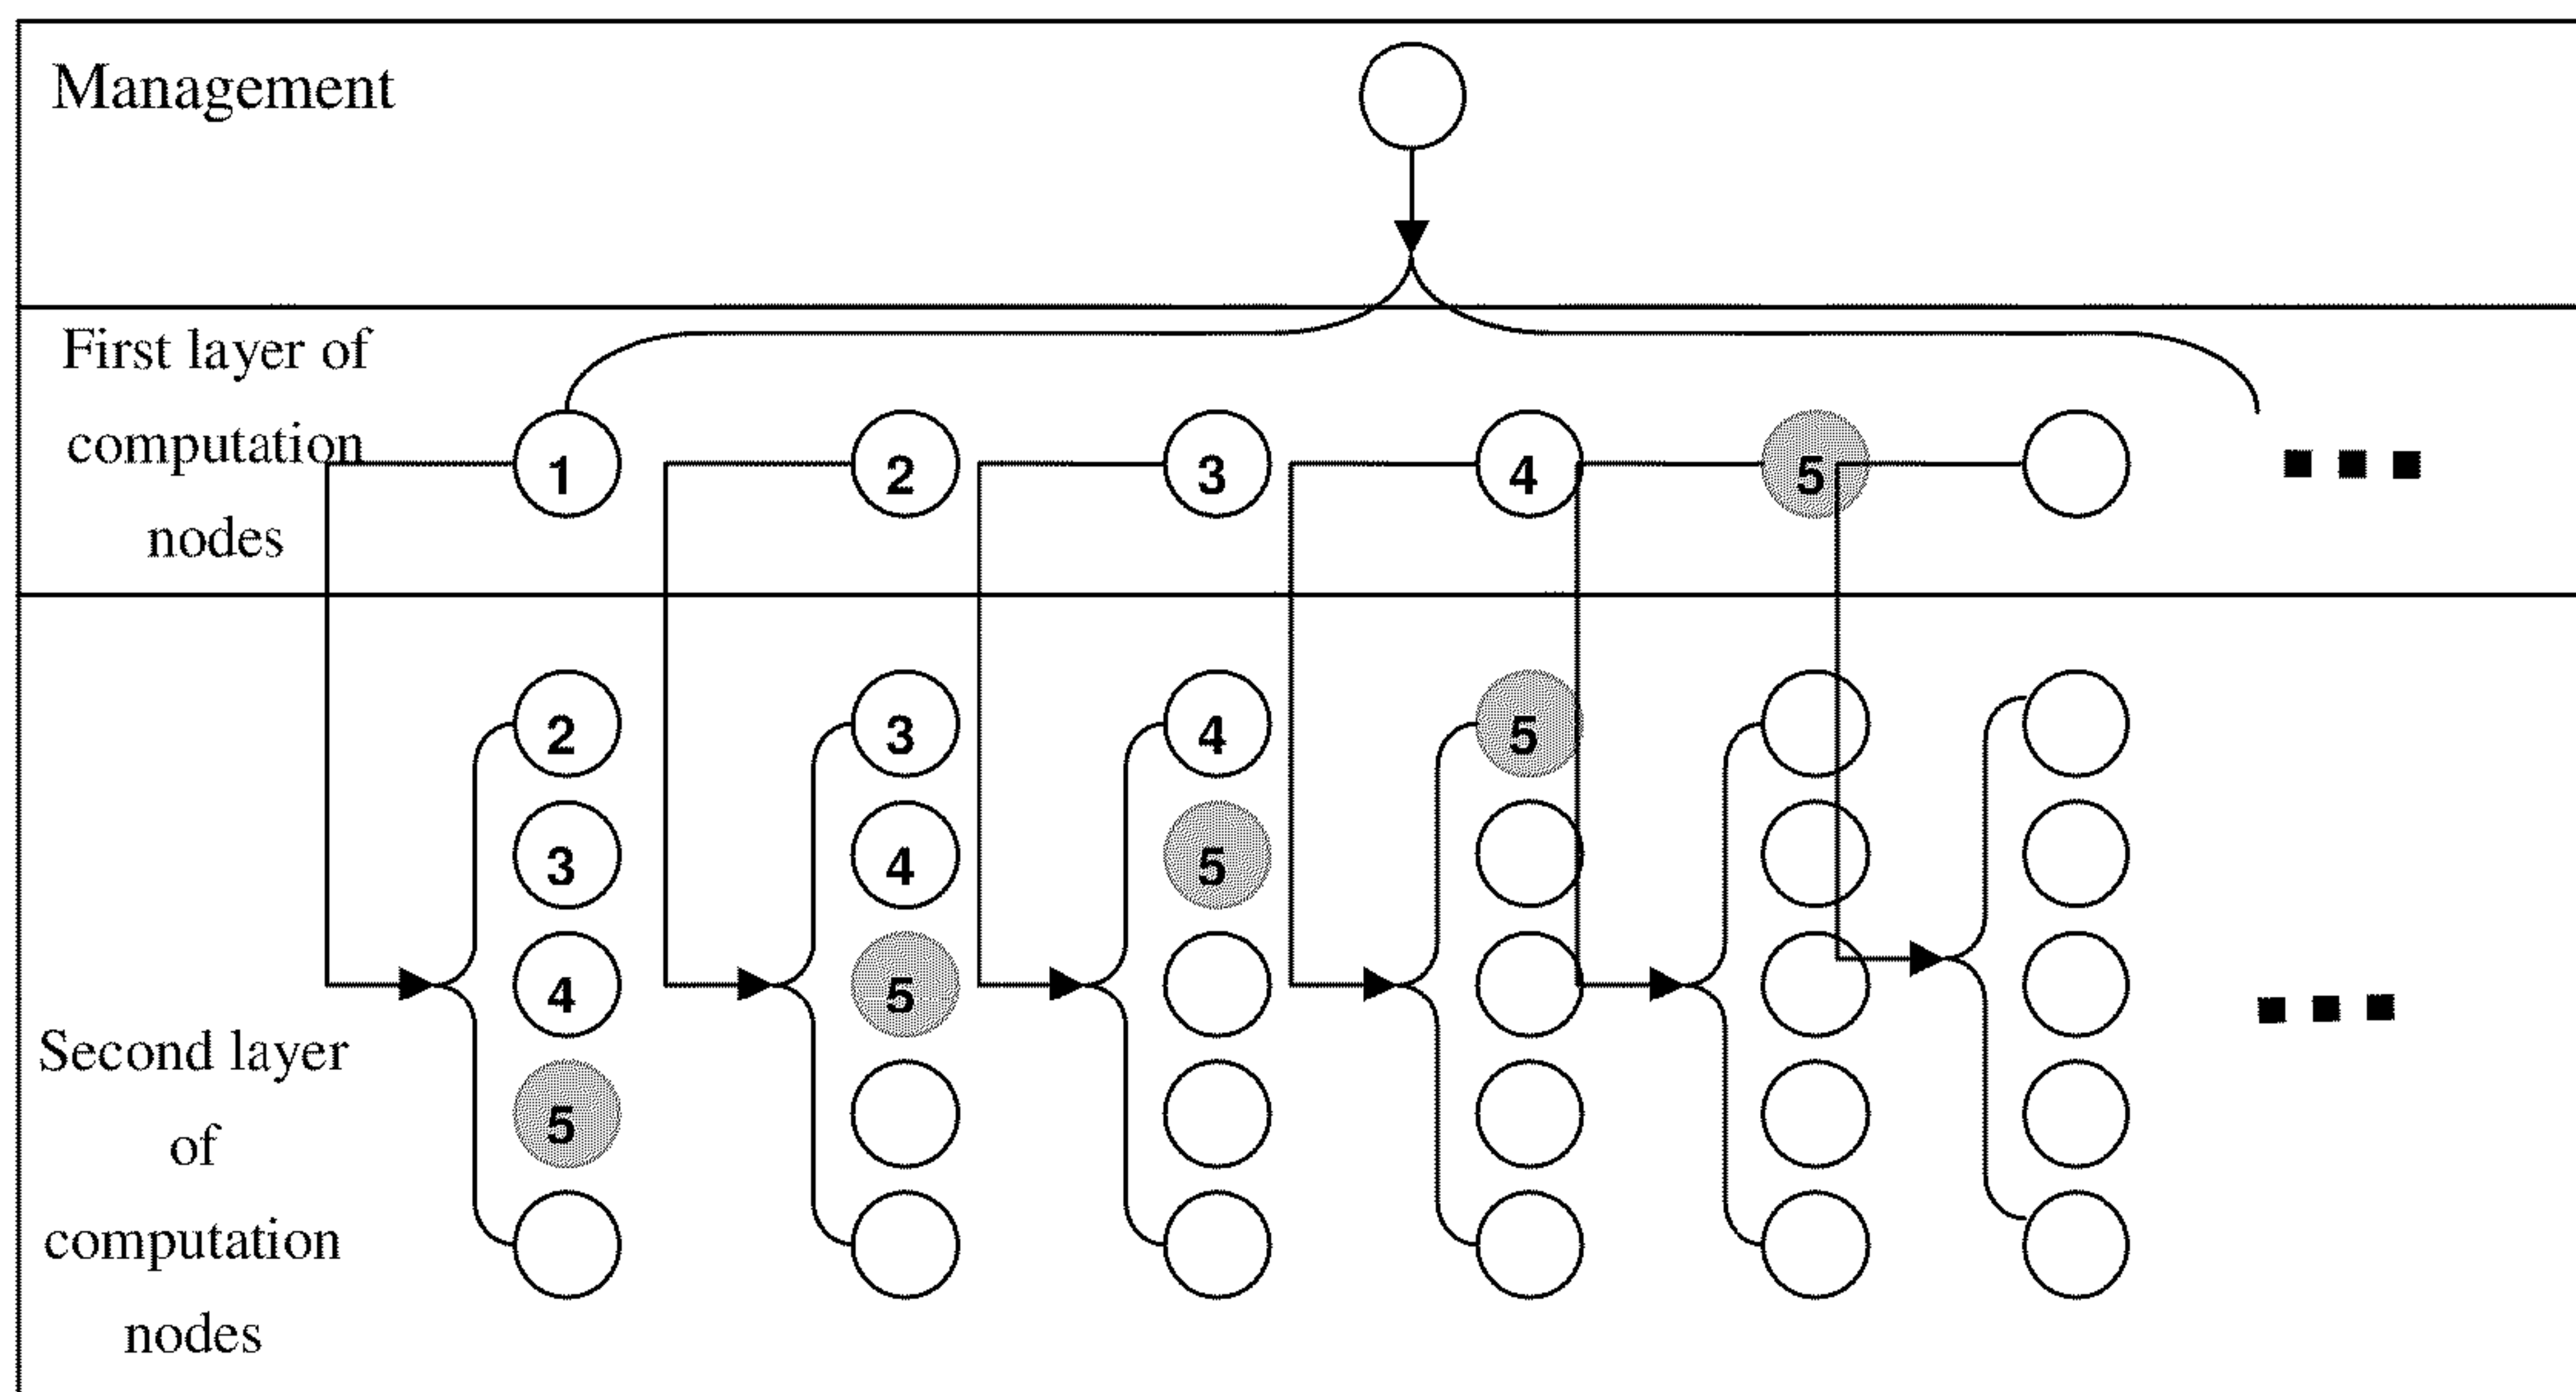 Management
First layer of
computation
nodes
1 2 3 4 5
2 3 4 5
3 4 5
4 5
5
Second layer
of
computation
nodes